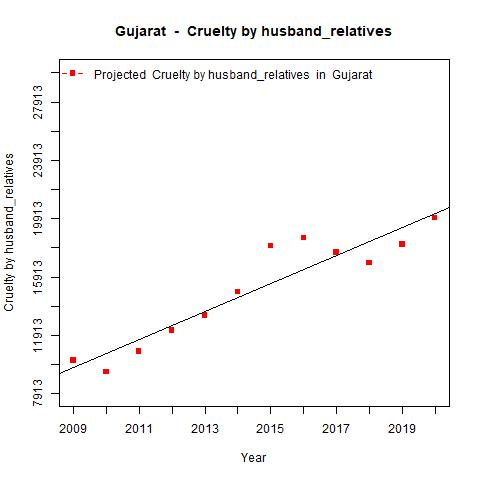 Gujarat - Cruelty by husband_relatives
Projected Cruelty by husband_relatives in Gujarat
27913
23913
19913
15913
11913
7913
Cruelty by husband_relatives
2009 2011 2013 2015 2017 2019
Year